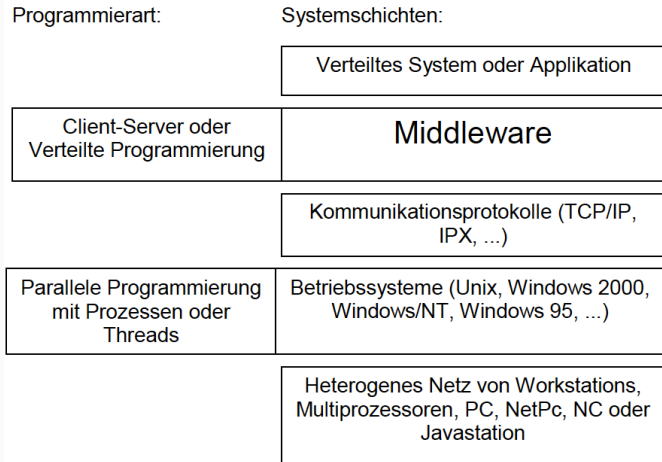 Programmierart:
Systemschichten:
Verteiltes System oder Applikation
Client-Server oder
Verteilte Programmierung
Middleware
Kommunikationsprotokolle (TCP/IP,
IPX, ...)
Parallele Programmierung
mit Prozessen oder
Threads
Betriebssysteme (Unix, Windows 2000,
Windows/NT, Windows 95, ...)
Heterogenes Netz von Workstations,
Multiprozessoren, PC, NetPc, NC oder
Javastation